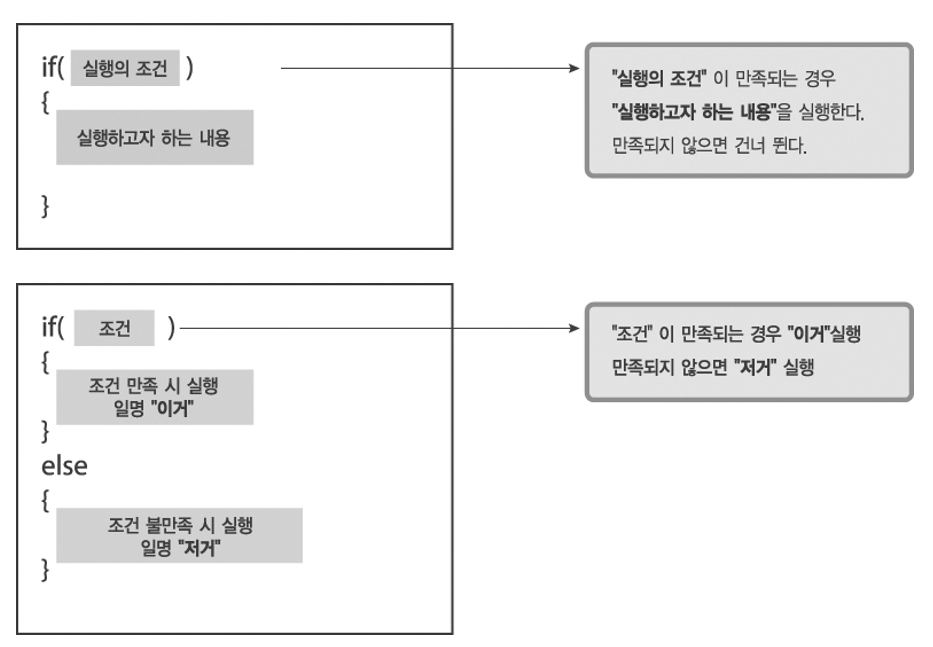 if( 실행의 조건 )
{
실행하고자 하는 내용
}
"실행의 조건" 이 만족되는 경우
"실행하고자 하는 내용"을 실행한다.
만족되지 않으면 건너 뛴다.
if( 조건 )
{
조건 만족 시 실행
일명 "이거"
}
else
{
조건 불만족 시 실행
일명 "저거"
}
"조건" 이 만족되는 경우 "이거"실행
만족되지 않으면 "저거" 실행